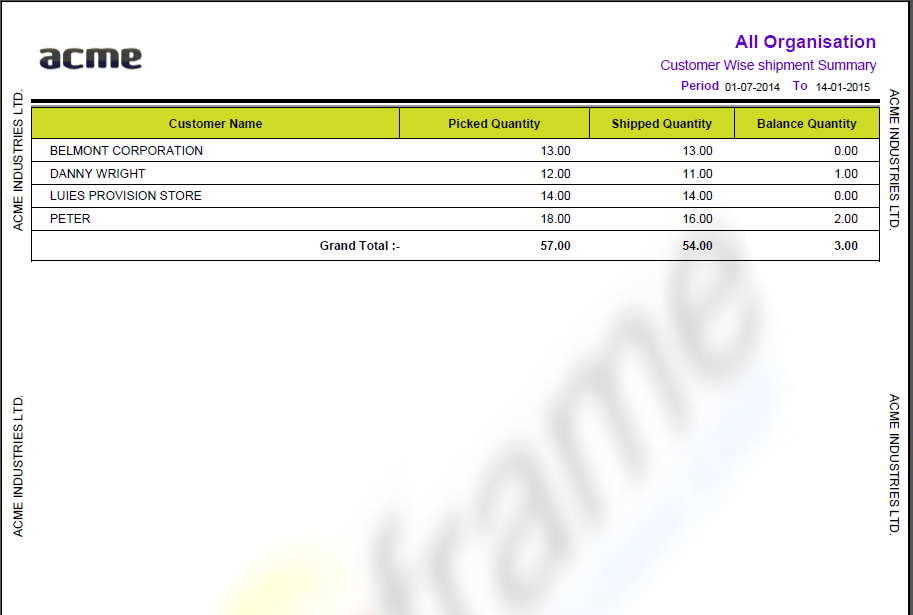 acme
All Organisation
Customer Wise shipment Summary
Period 01-07-2014 To 14-01-2015
ACME INDUSTRIES LTD.
ACME INDUSTRIES LTD.
Customer Name Picked Quantity Shipped Quantity Balance Quantity
BELMONT CORPORATION 13.00 13.00 0.00
DANNY WRIGHT 12.00 11.00 1.00
LUIES PROVISION STORE 14.00 14.00 0.00
PETER 18.00 16.00 2.00
Grand Total :- 57.00 54.00 3.00
ACME INDUSTRIES LTD.
ACME INDUSTRIES LTD.
frame